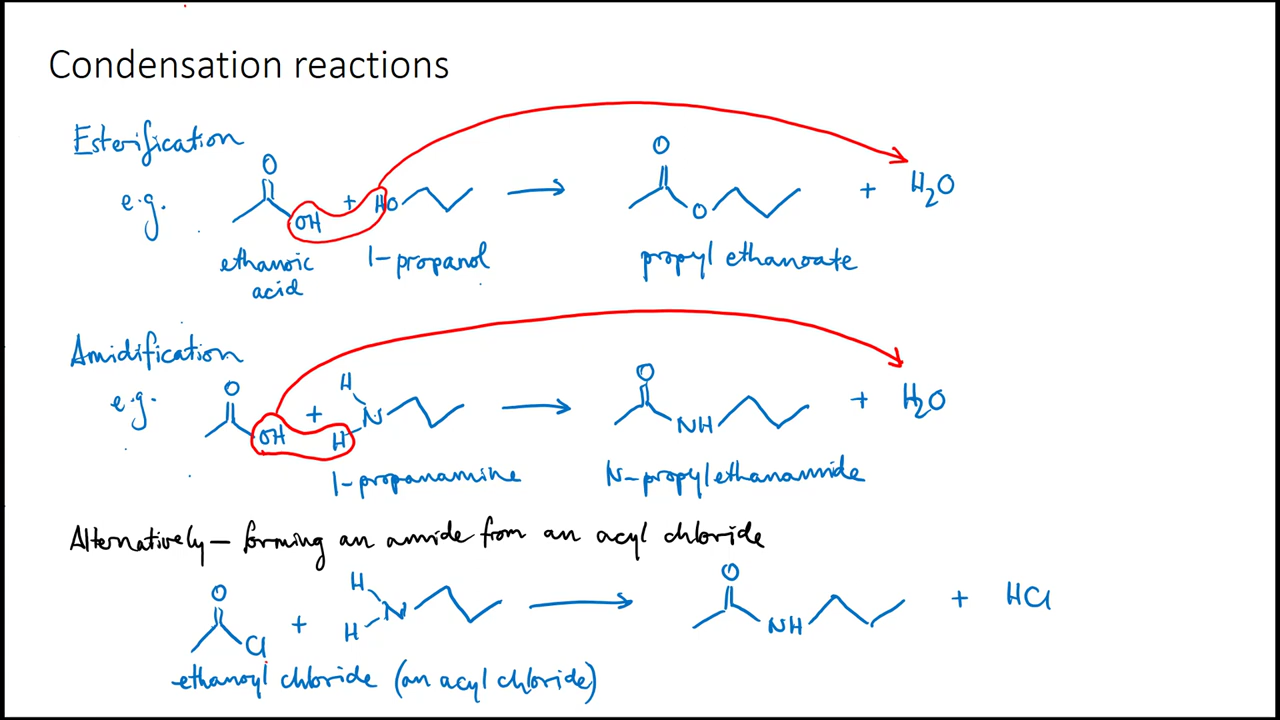 Condensation reactions
Esterification
e.g.
O
OH + HO
O
O
+ H₂O
ethanoic acid
1-propanol
propyl ethanoate
Amidification
e.g.
O
OH + H
H
N
O
NH
+ H₂O
1-propanamine
N-propylethanamide
Alternatively – forming an amide from an acyl chloride
O
Cl
+
H
H
N
O
NH
+ HCl
ethanoyl chloride (an acyl chloride)